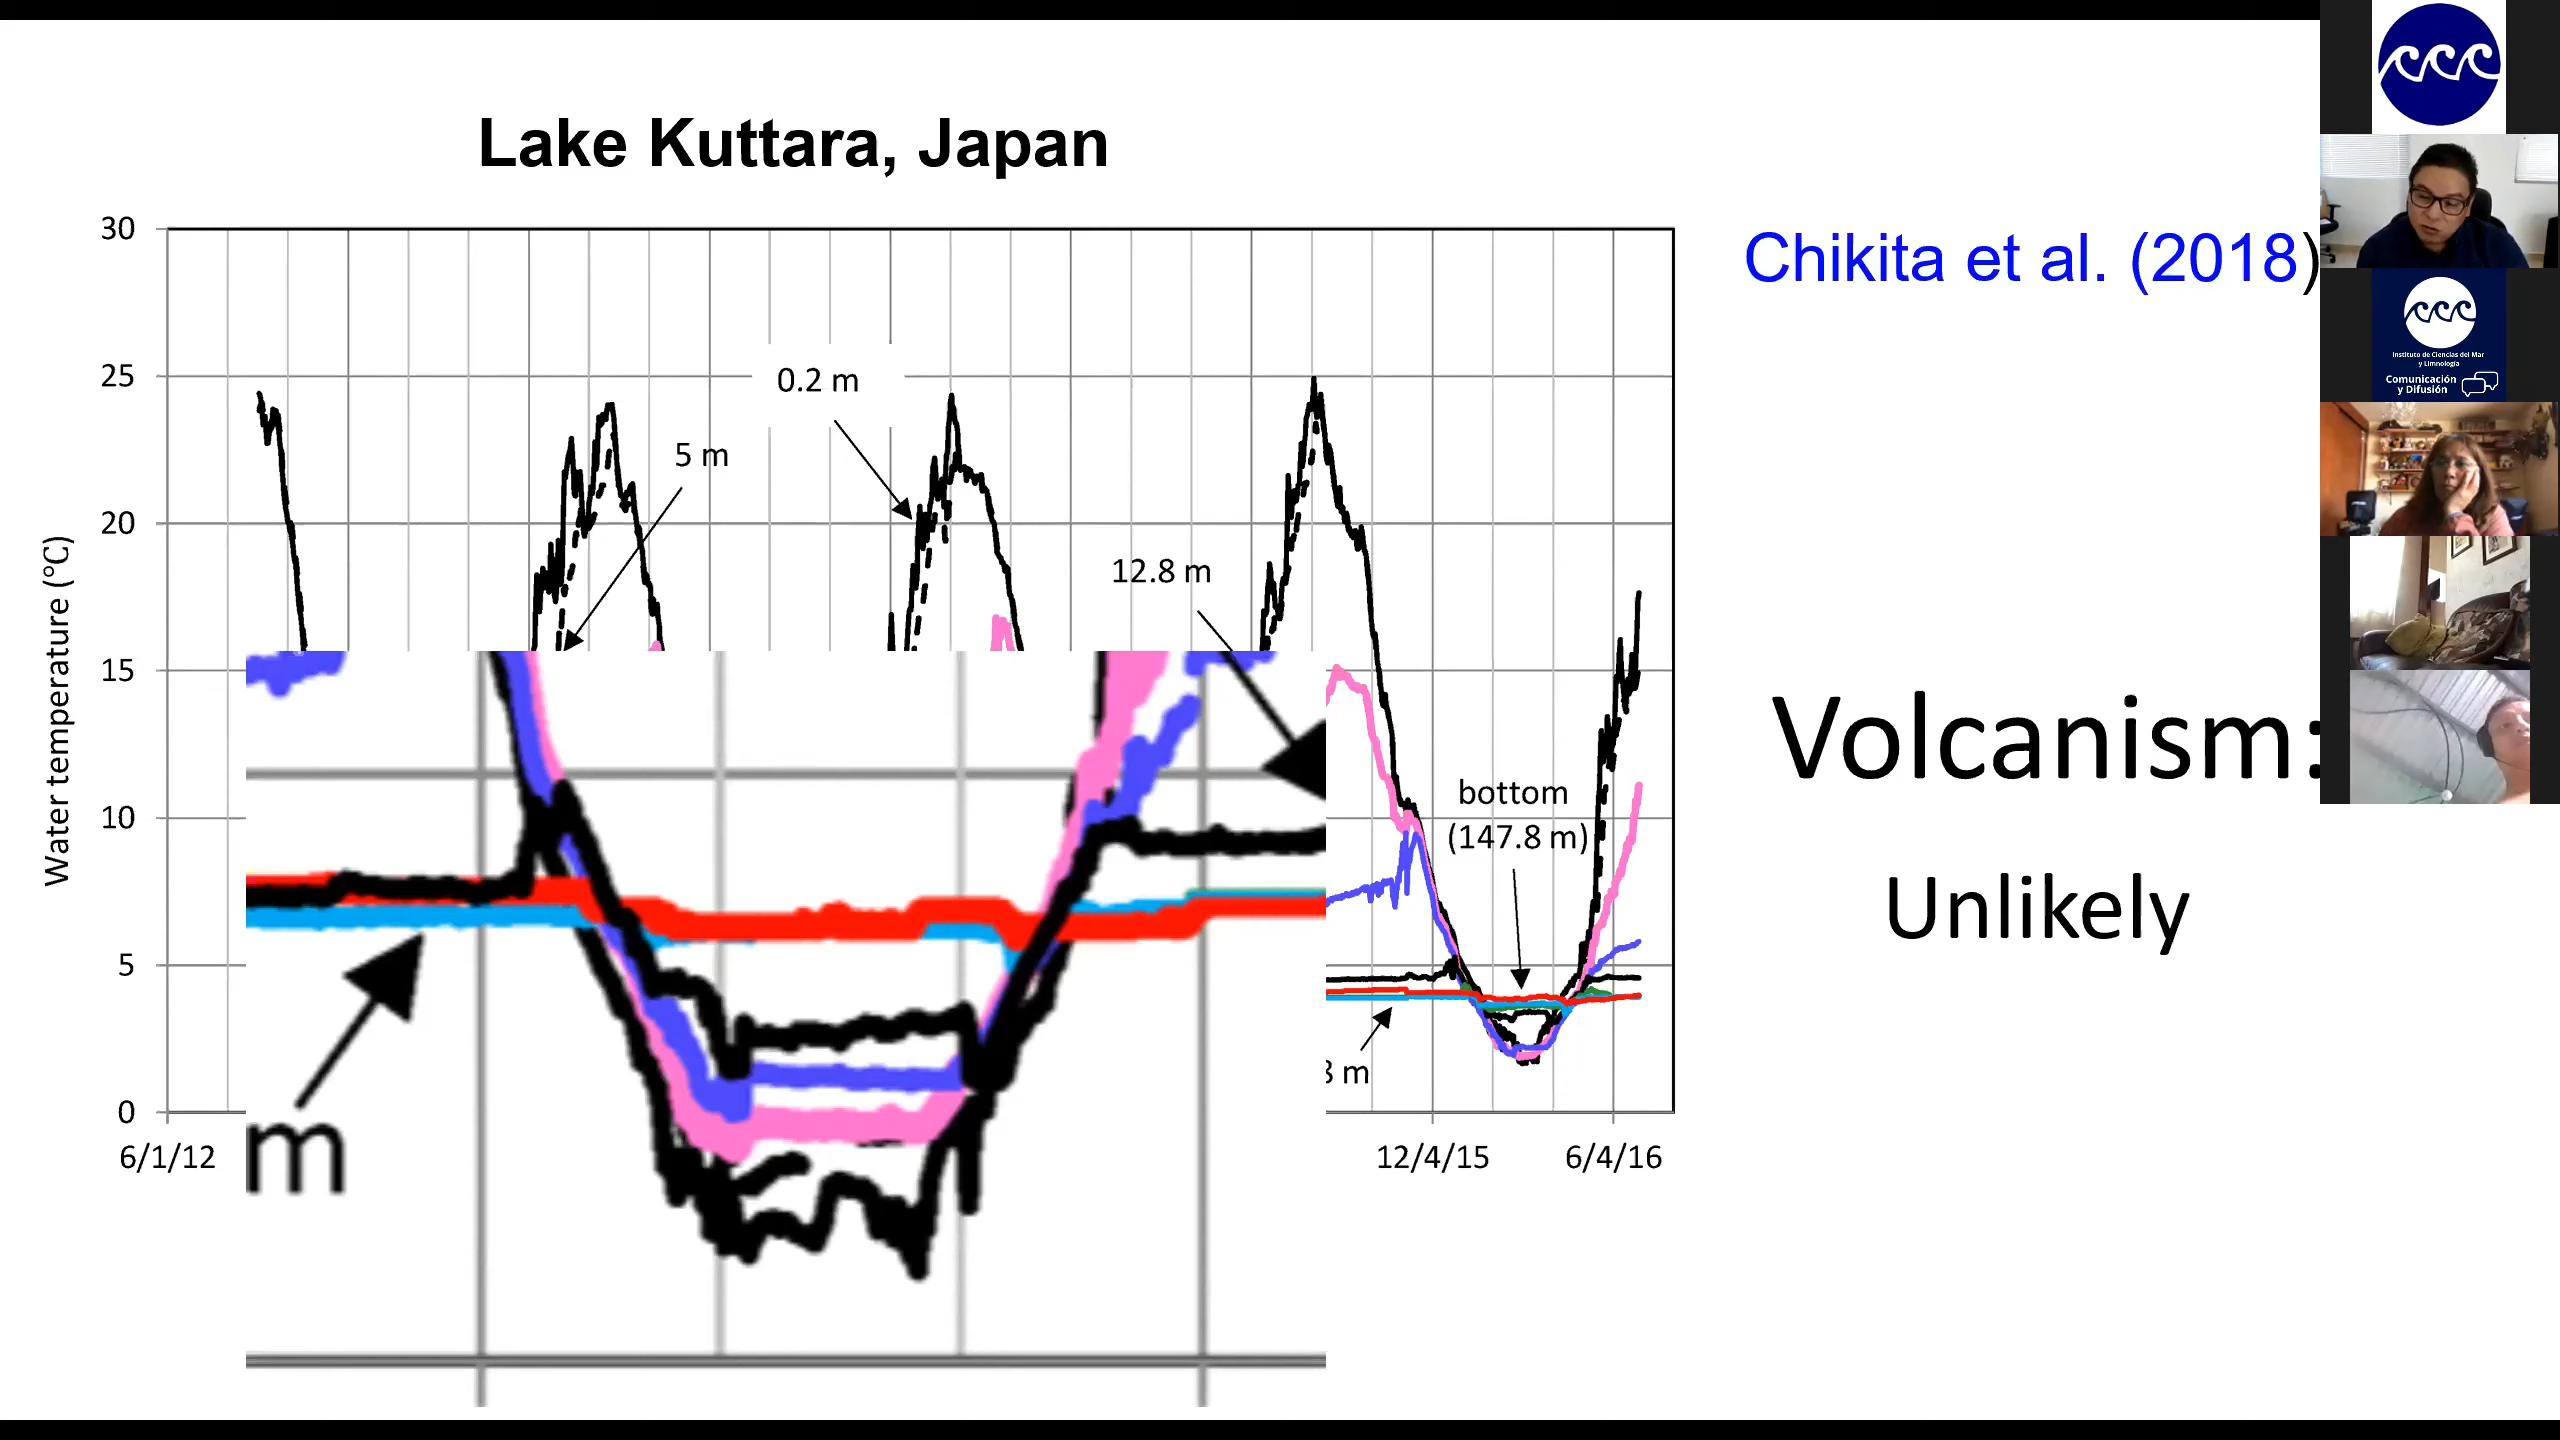 Lake Kuttara, Japan
Chikita et al. (2018)
Water temperature (°C)
30
25
20
15
10
5
0
0.2 m
5 m
12.8 m
bottom
(147.8 m)
m
3 m
6/1/12
12/4/15
6/4/16
Volcanism:
Unlikely
Instituto de Ciencias del Mar
y Limnología
Comunicación
y Difusión